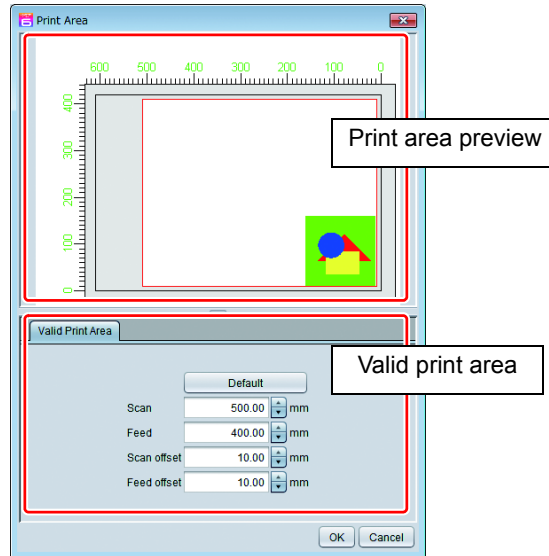 Print Area
600 500 400 300 200 100 0
400
300
200
100
0
Print area preview
Valid Print Area
Valid print area
Default
Scan 500.00 mm
Feed 400.00 mm
Scan offset 10.00 mm
Feed offset 10.00 mm
OK Cancel